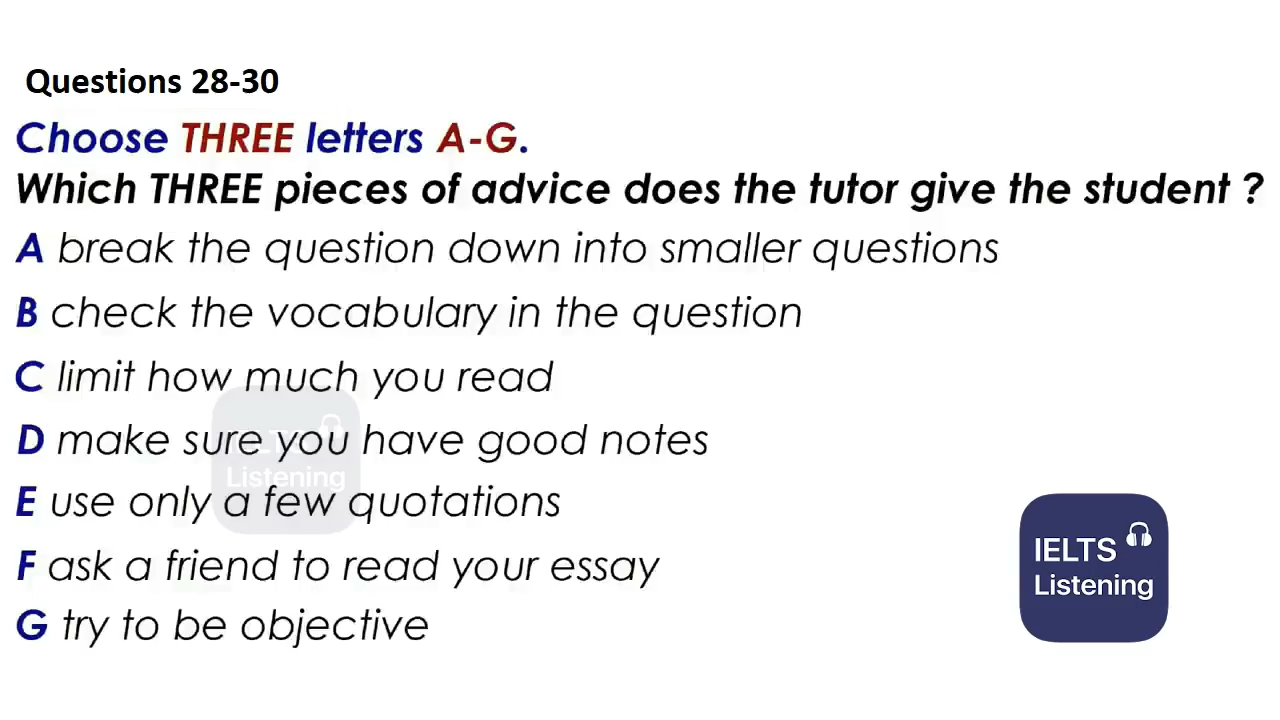 Questions 28-30
Choose THREE letters A-G.
Which THREE pieces of advice does the tutor give the student ?
A break the question down into smaller questions
B check the vocabulary in the question
C limit how much you read
D make sure you have good notes
IELTS
Listening
E use only a few quotations
F ask a friend to read your essay
G try to be objective
IELTS
Listening